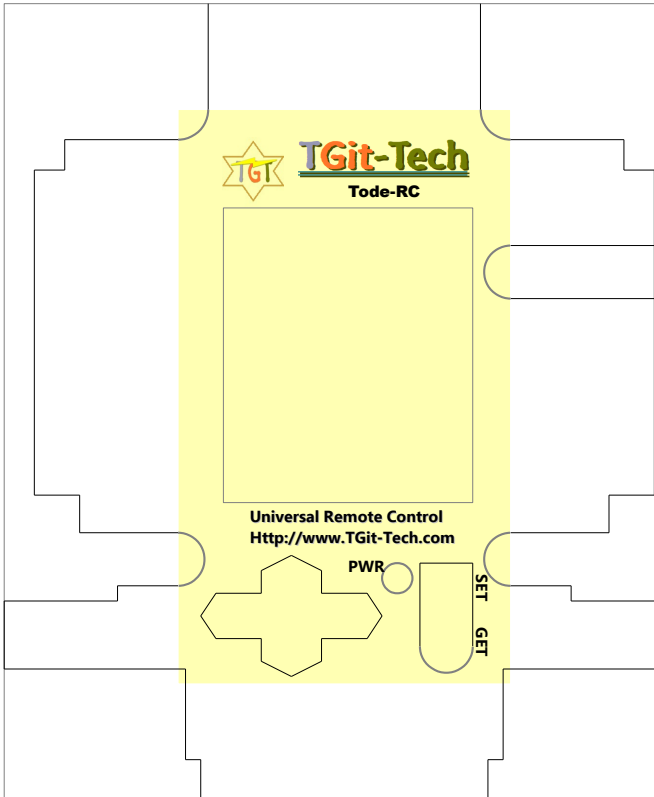 TGT
TGit-Tech
Tode-RC
Universal Remote Control
Http://www.TGit-Tech.com
PWR
SET
GET